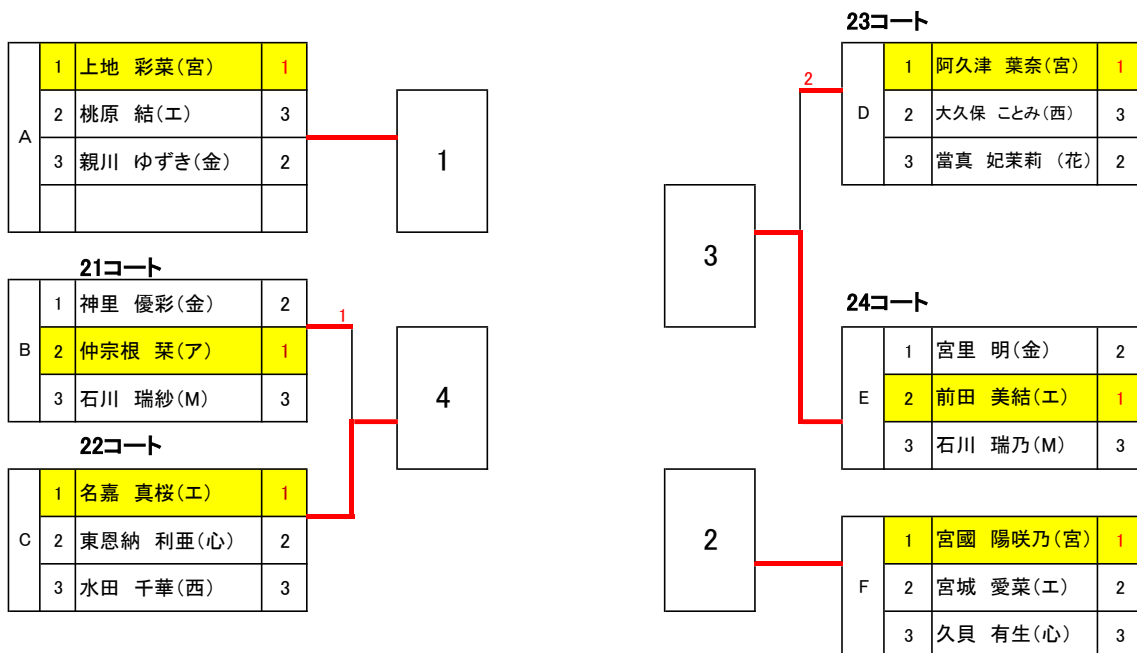 A
1 上地 彩菜(宮) 1
2 桃原 結(エ) 3
3 親川 ゆずき(金) 2
1
21コート
B
1 神里 優彩(金) 2
2 仲宗根 栞(ア) 1
3 石川 瑞紗(M) 3
1
4
22コート
C
1 名嘉 真桜(エ) 1
2 東恩納 利亜(心) 2
3 水田 千華(西) 3
23コート
D
1 阿久津 葉奈(宮) 1
2 大久保 ことみ(西) 3
3 當真 妃茉莉 (花) 2
2
3
24コート
E
1 宮里 明(金) 2
2 前田 美結(エ) 1
3 石川 瑞乃(M) 3
2
F
1 宮國 陽咲乃(宮) 1
2 宮城 愛菜(エ) 2
3 久貝 有生(心) 3